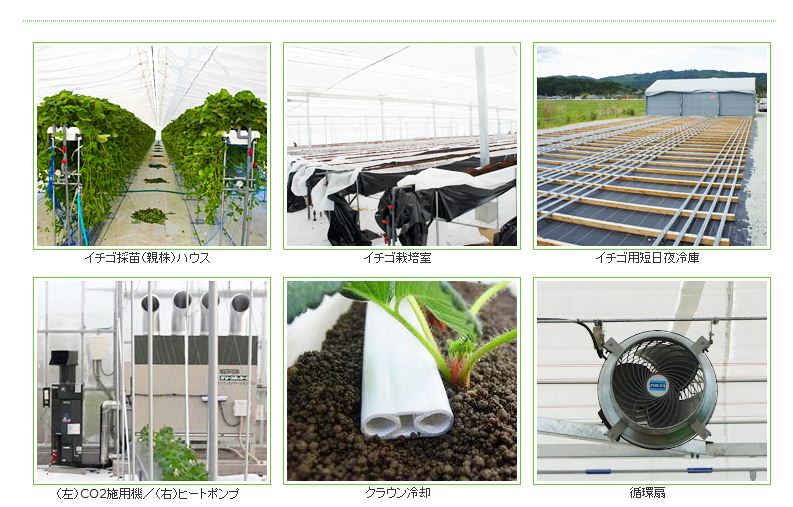 イチゴ採苗(親株)ハウス
イチゴ栽培室
イチゴ用短日夜冷庫
NEPON
(左)CO2施用機／(右)ヒートポンプ
クラウン冷却
循環扇